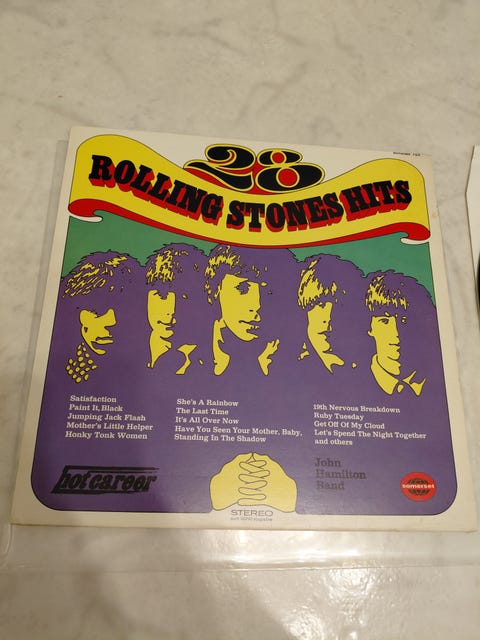 28
ROLLING STONES HITS
Satisfaction
Paint It, Black
Jumping Jack Flash
Mother's Little Helper
Honky Tonk Women
She's A Rainbow
The Last Time
It's All Over Now
Have You Seen Your Mother, Baby,
Standing In The Shadow
19th Nervous Breakdown
Ruby Tuesday
Get Off Of My Cloud
Let's Spend The Night Together
and others
hot career
John
Hamilton
Band
somerset
STEREO